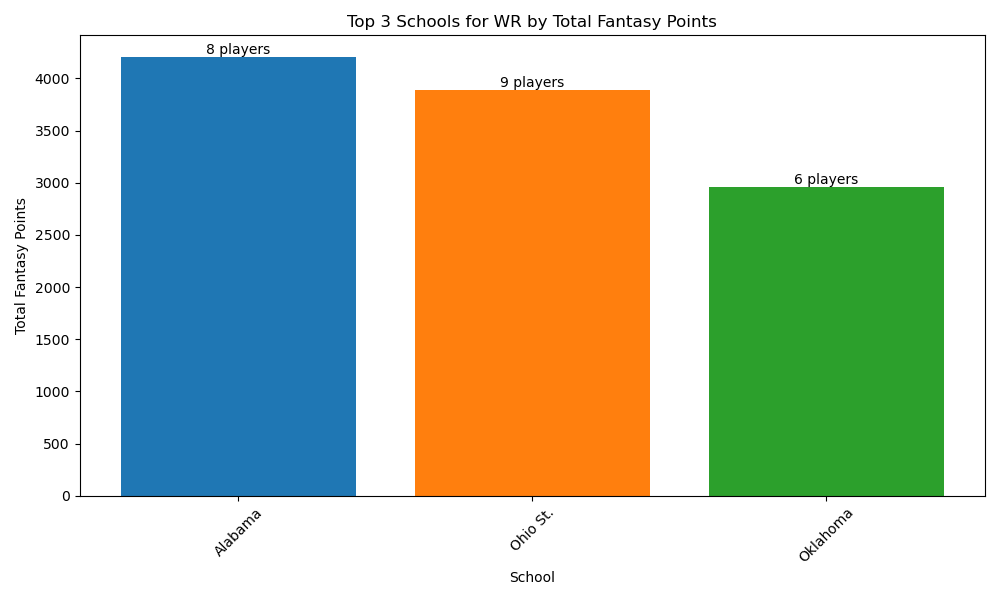 Top 3 Schools for WR by Total Fantasy Points
8 players
9 players
6 players
4000
3500
3000
2500
2000
1500
1000
500
0
Total Fantasy Points
Alabama
Ohio St.
Oklahoma
School